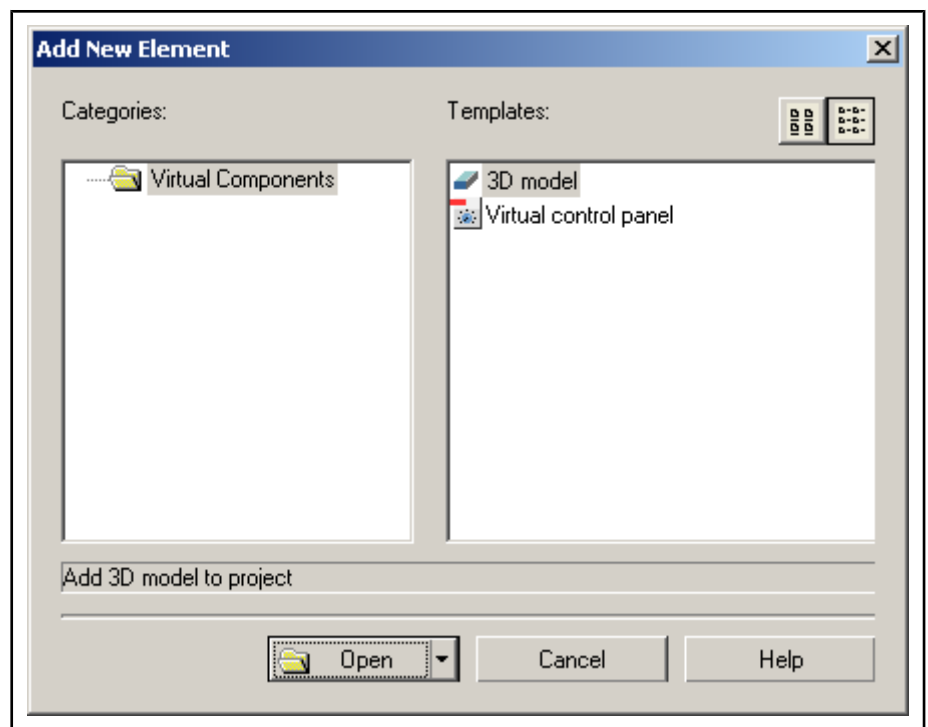 Add New Element
Categories:
Templates:
Virtual Components
3D model
Virtual control panel
Add 3D model to project
Open
Cancel
Help